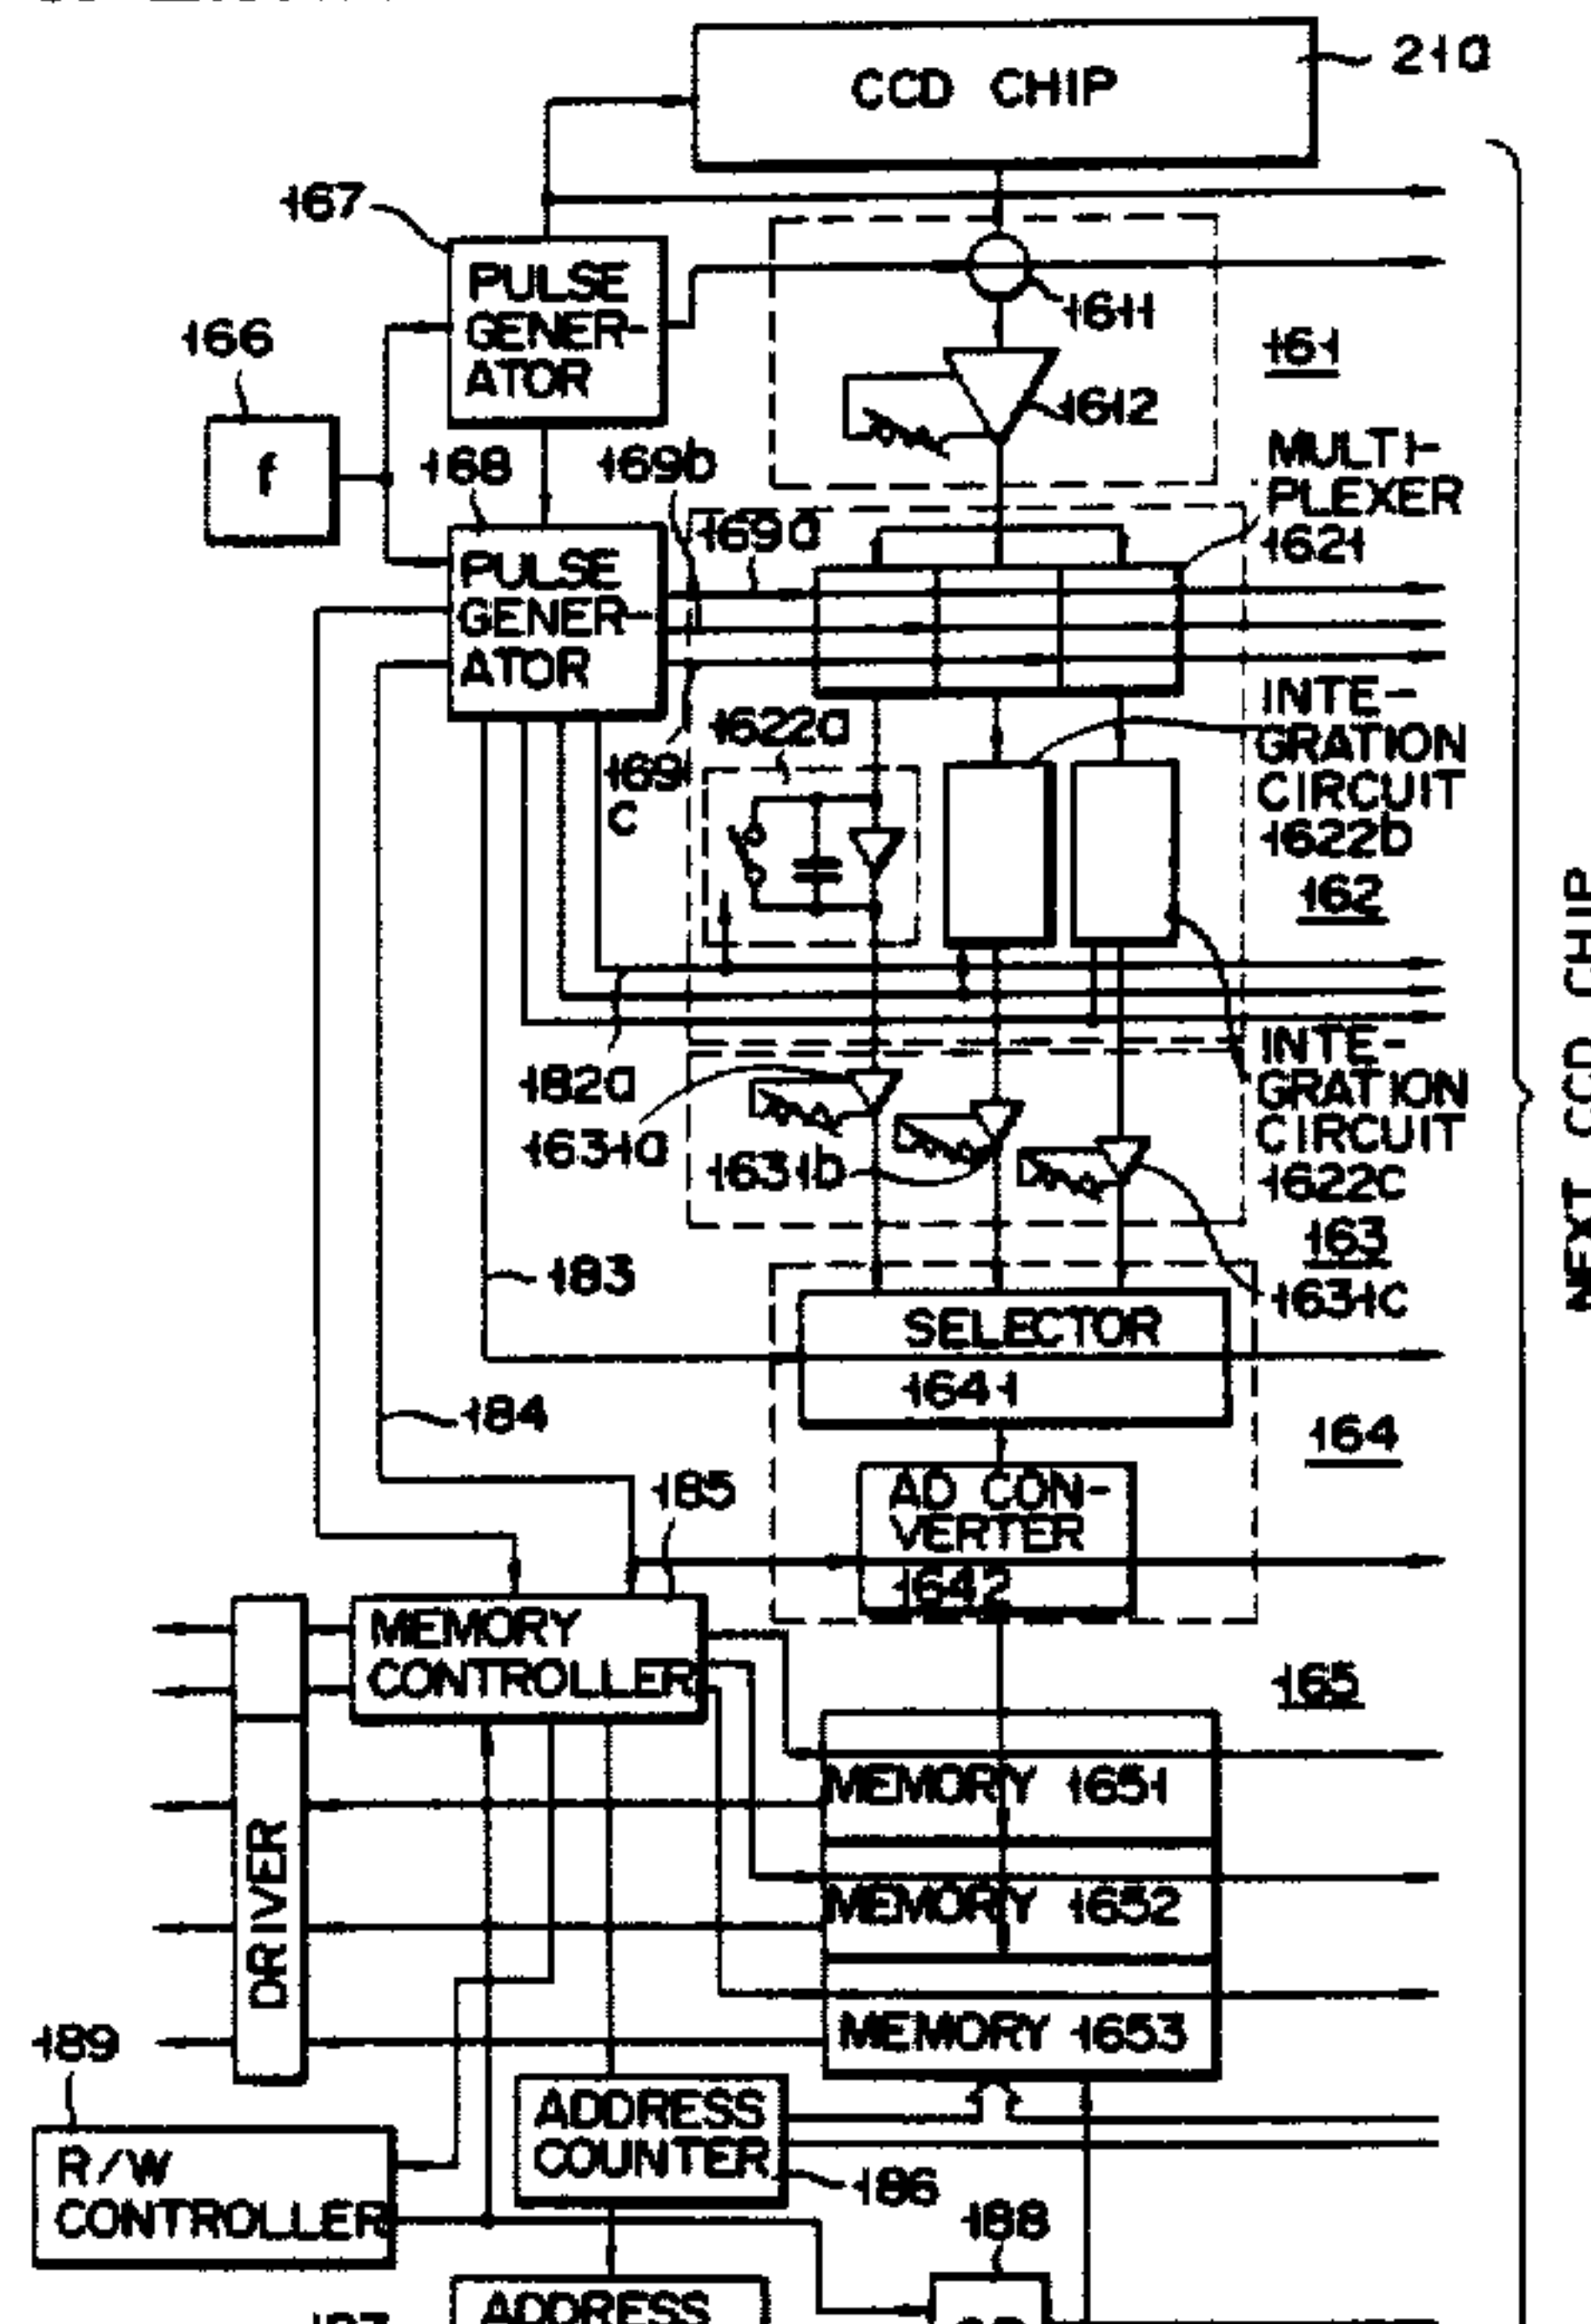 CCD CHIP
21a
167
PULSE
GENER-
ATOR
1611
166
161
1612
f
168
169b
MULTI-
PLEXER
1621
169a
PULSE
GENER-
ATOR
INTE-
GRATION
CIRCUIT
1622b
1622a
169
c
162
NEXT CCD CHIP
182a
INTE-
GRATION
CIRCUIT
1622c
1631a
1631b
163
183
1631c
SELECTOR
1641
184
164
185
AD CON-
VERTER
1642
MEMORY
CONTROLLER
165
MEMORY 1651
DRIVER
MEMORY 1652
MEMORY 1653
189
ADDRESS
COUNTER
R/W
CONTROLLER
186
188
ADDRESS